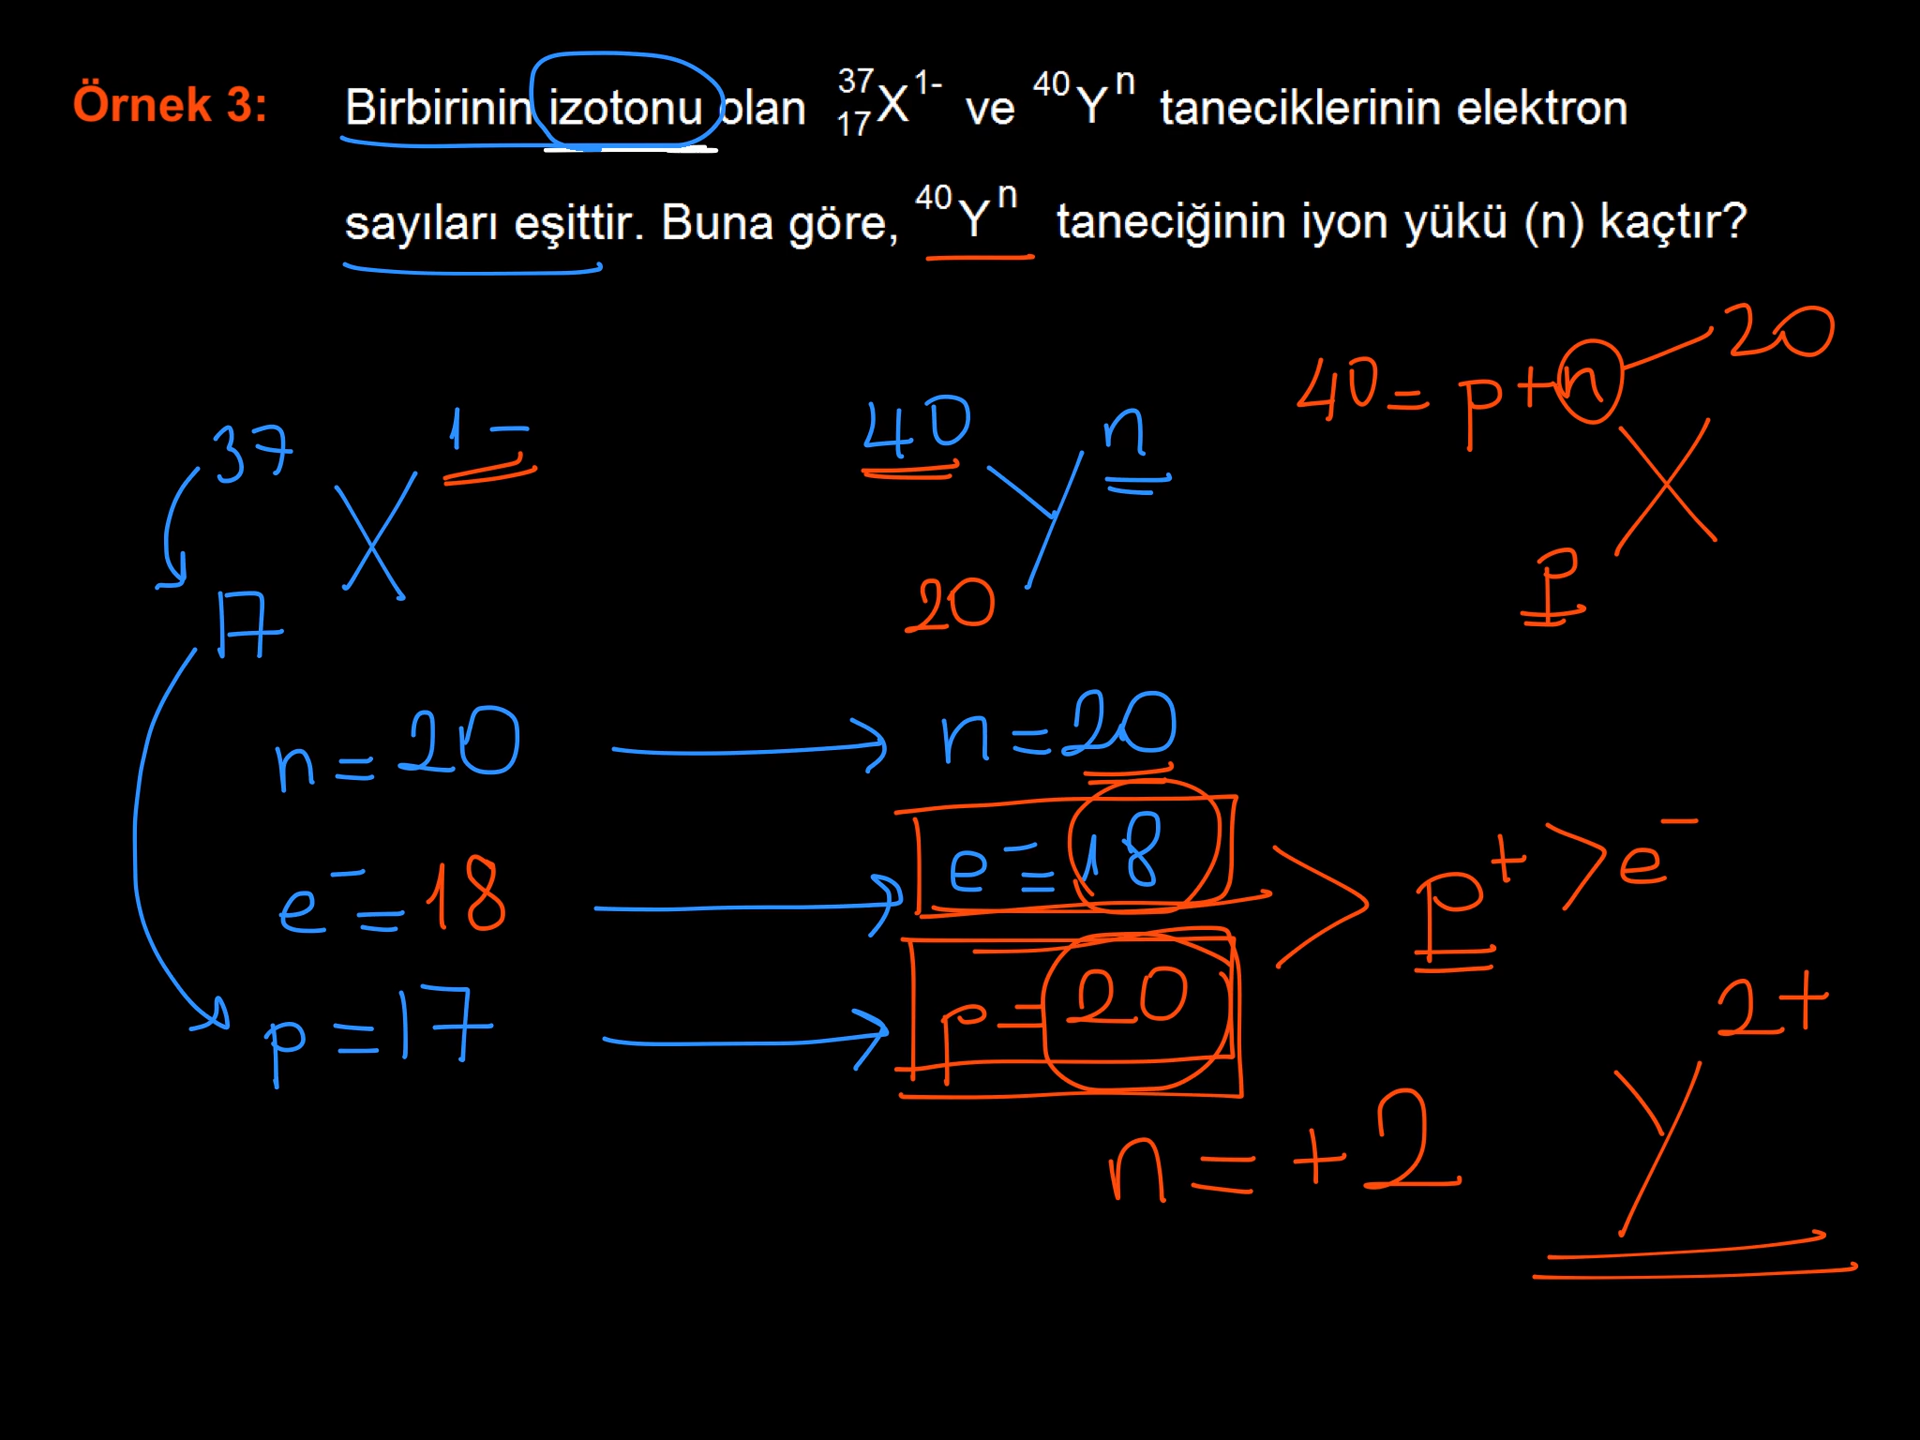 Örnek 3: Birbirinin izotonu olan ³⁷₁₇X¹⁻ ve ⁴⁰Yⁿ taneciklerinin elektron
sayıları eşittir. Buna göre, ⁴⁰Yⁿ taneciğinin iyon yükü (n) kaçtır?
40 = p + n 20
37 X 1-
17
40 Y n
20
p
n = 20
n = 20
e⁻ = 18
e⁻ = 18
p⁺ > e⁻
p = 17
p = 20
n = +2
Y 2+